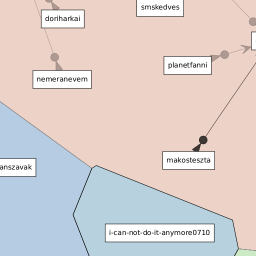 smskedves
doriharkai
planetfanni
nemeranevem
makosteszta
anszavak
i-can-not-do-it-anymore0710